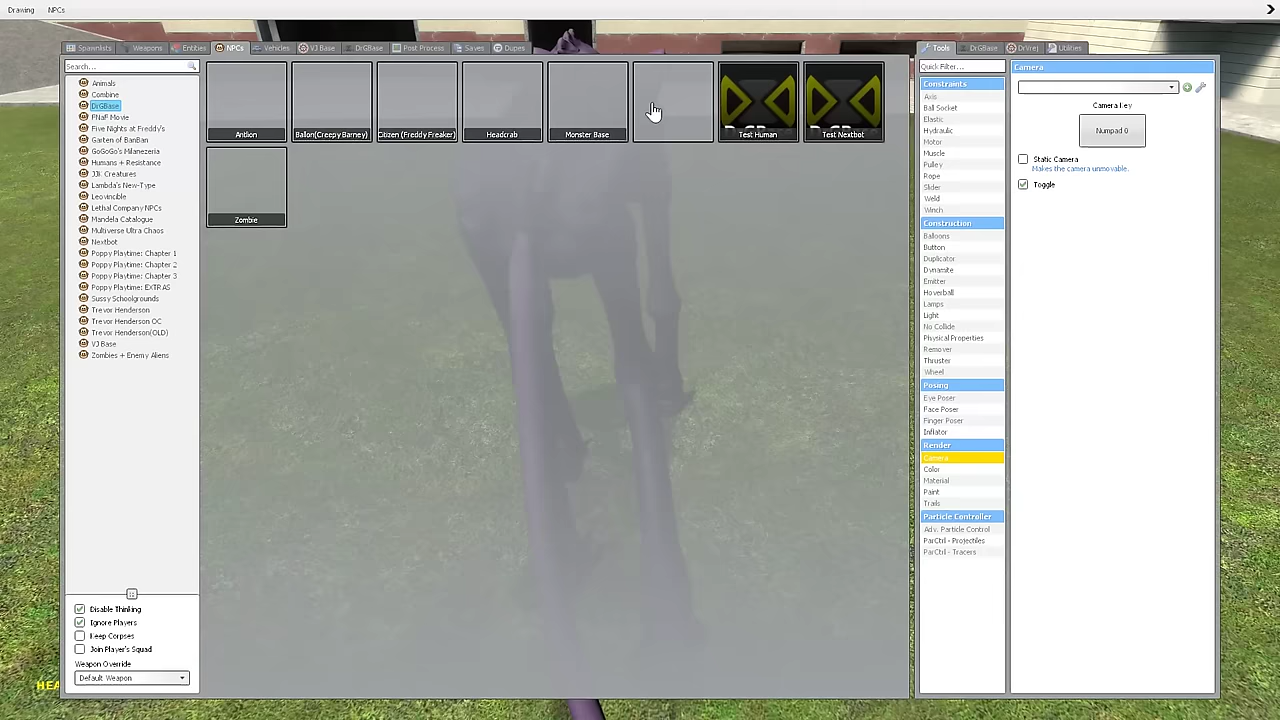 Drawing NPCs
Spawnlists Weapons Entities NPCs Vehicles VJ Base DrGBase Post Process Saves Dupes
Search...
Animals
Combine
DrGBase
FNaF Movie
Five Nights at Freddy's
Garten of BanBan
GoGoGo's Milanezeria
Humans + Resistance
JJK Creatures
Lambda's New-Type
Leovincible
Lethal Company NPCs
Mandela Catalogue
Multiverse Ultra Chaos
Nextbot
Poppy Playtime: Chapter 1
Poppy Playtime: Chapter 2
Poppy Playtime: Chapter 3
Poppy Playtime: EXTRAS
Sussy Schoolgrounds
Trevor Henderson
Trevor Henderson OC
Trevor Henderson(OLD)
VJ Base
Zombies + Enemy Aliens
Disable Thinking
Ignore Players
Keep Corpses
Join Player's Squad
Weapon Override
Default Weapon
HEA
Antlion Ballon(Creepy Barney) Citizen (Freddy Freaker) Headcrab Monster Base Test Human Test Nextbot
Zombie
Tools DrGBase DrVrej Utilities
Quick Filter...
Constraints
Axis
Ball Socket
Elastic
Hydraulic
Motor
Muscle
Pulley
Rope
Slider
Weld
Winch
Construction
Balloons
Button
Duplicator
Dynamite
Emitter
Hoverball
Lamps
Light
No Collide
Physical Properties
Remover
Thruster
Wheel
Posing
Eye Poser
Face Poser
Finger Poser
Inflator
Render
Camera
Color
Material
Paint
Trails
Particle Controller
Adv. Particle Control
ParCtrl - Projectiles
ParCtrl - Tracers
Camera
Camera Key
Numpad 0
Static Camera
Makes the camera unmovable.
Toggle